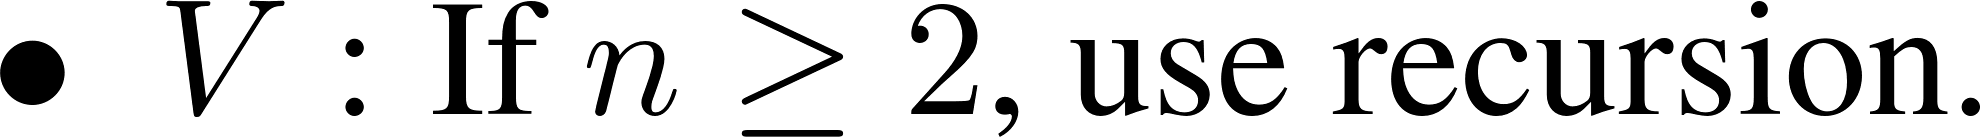 • V : If n ≥ 2, use recursion.